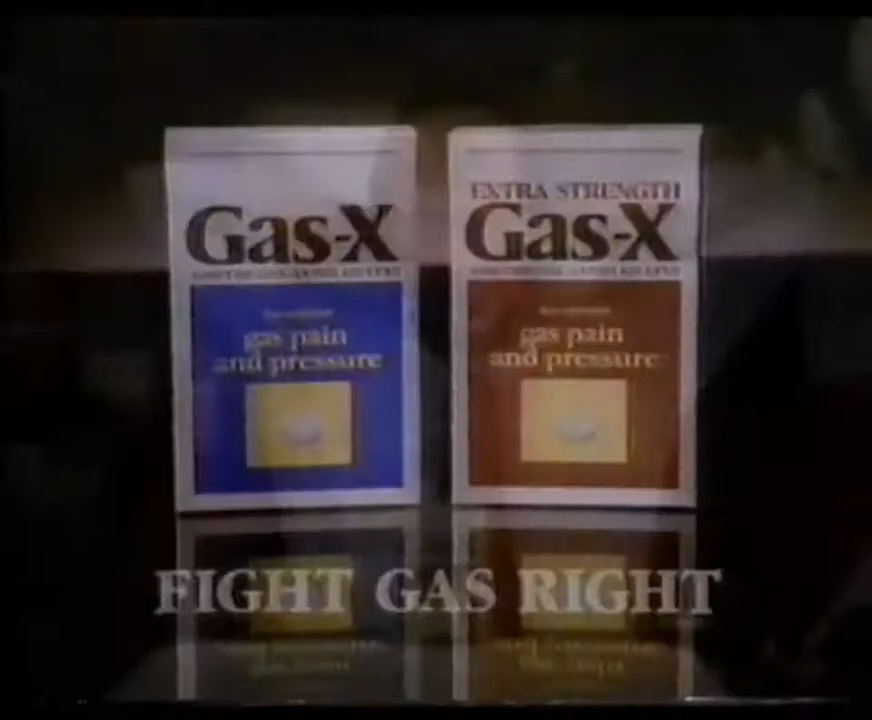 Gas-X
gas pain
and pressure
EXTRA STRENGTH
Gas-X
gas pain
and pressure
FIGHT GAS RIGHT